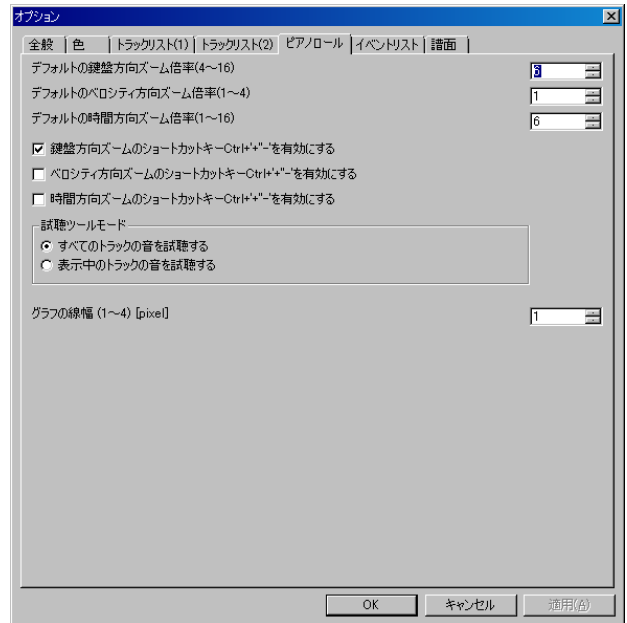 オプション
全般 色 トラックリスト(1) トラックリスト(2) ピアノロール イベントリスト 譜面
デフォルトの鍵盤方向ズーム倍率(4～16) 6
デフォルトのベロシティ方向ズーム倍率(1～4) 1
デフォルトの時間方向ズーム倍率(1～16) 6
鍵盤方向ズームのショートカットキーCtrl+'+''-'を有効にする
ベロシティ方向ズームのショートカットキーCtrl+'+''-'を有効にする
時間方向ズームのショートカットキーCtrl+'+''-'を有効にする
試聴ツールモード
すべてのトラックの音を試聴する
表示中のトラックの音を試聴する
グラフの線幅 (1～4) [pixel] 1
OK キャンセル 適用(A)